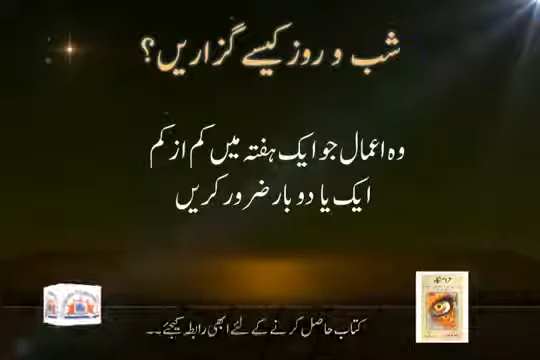 شب و روز کیسے گزاریں؟
وہ اعمال جو ایک ہفتہ میں کم از کم
ایک یا دو بار ضرور کریں
کتاب حاصل کرنے کے لئے ابھی رابطہ کیجئے۔۔